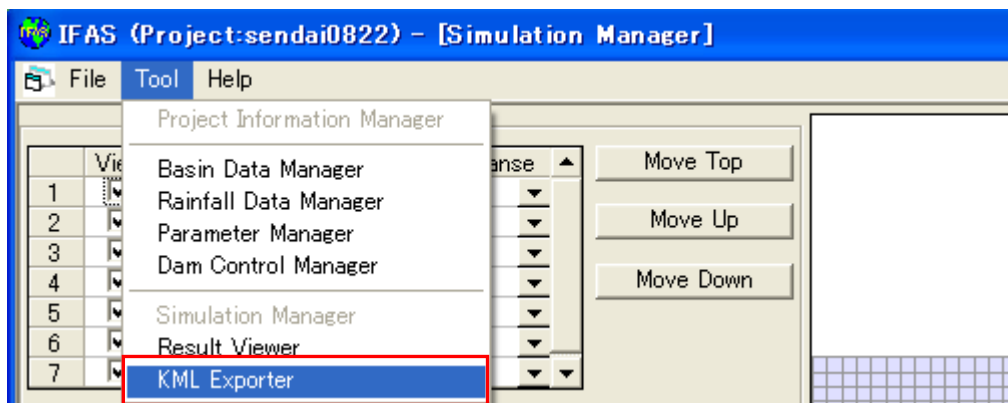 IFAS (Project:sendai0822) - [Simulation Manager]
File Tool Help
Project Information Manager
Basin Data Manager
Rainfall Data Manager
Parameter Manager
Dam Control Manager
Simulation Manager
Result Viewer
KML Exporter
Vie
anse
1
2
3
4
5
6
7
Move Top
Move Up
Move Down